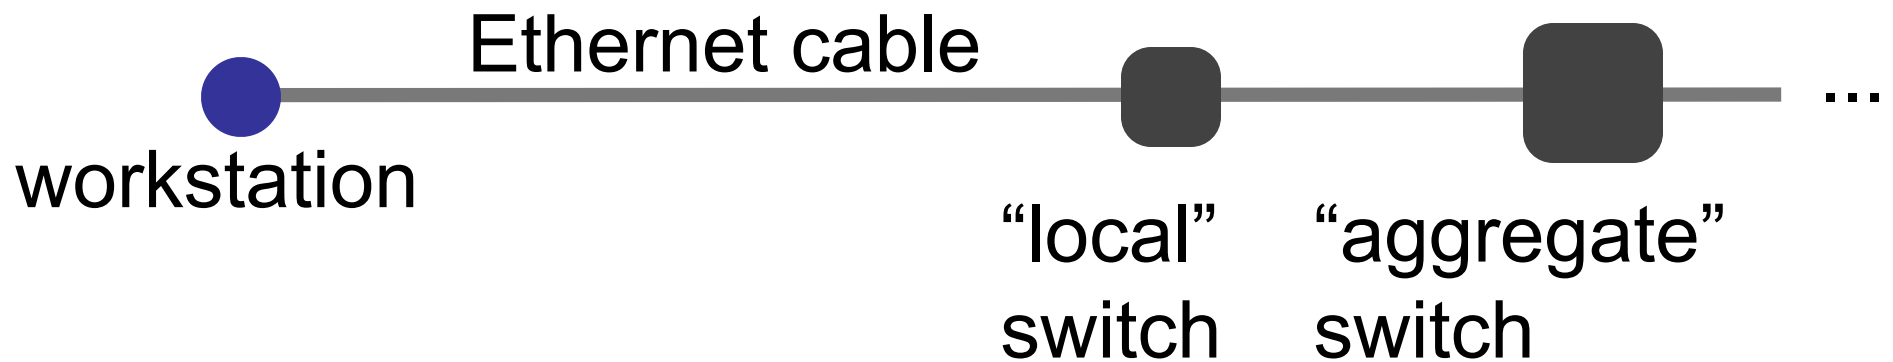 Ethernet cable
...
workstation
“local” “aggregate”
switch switch